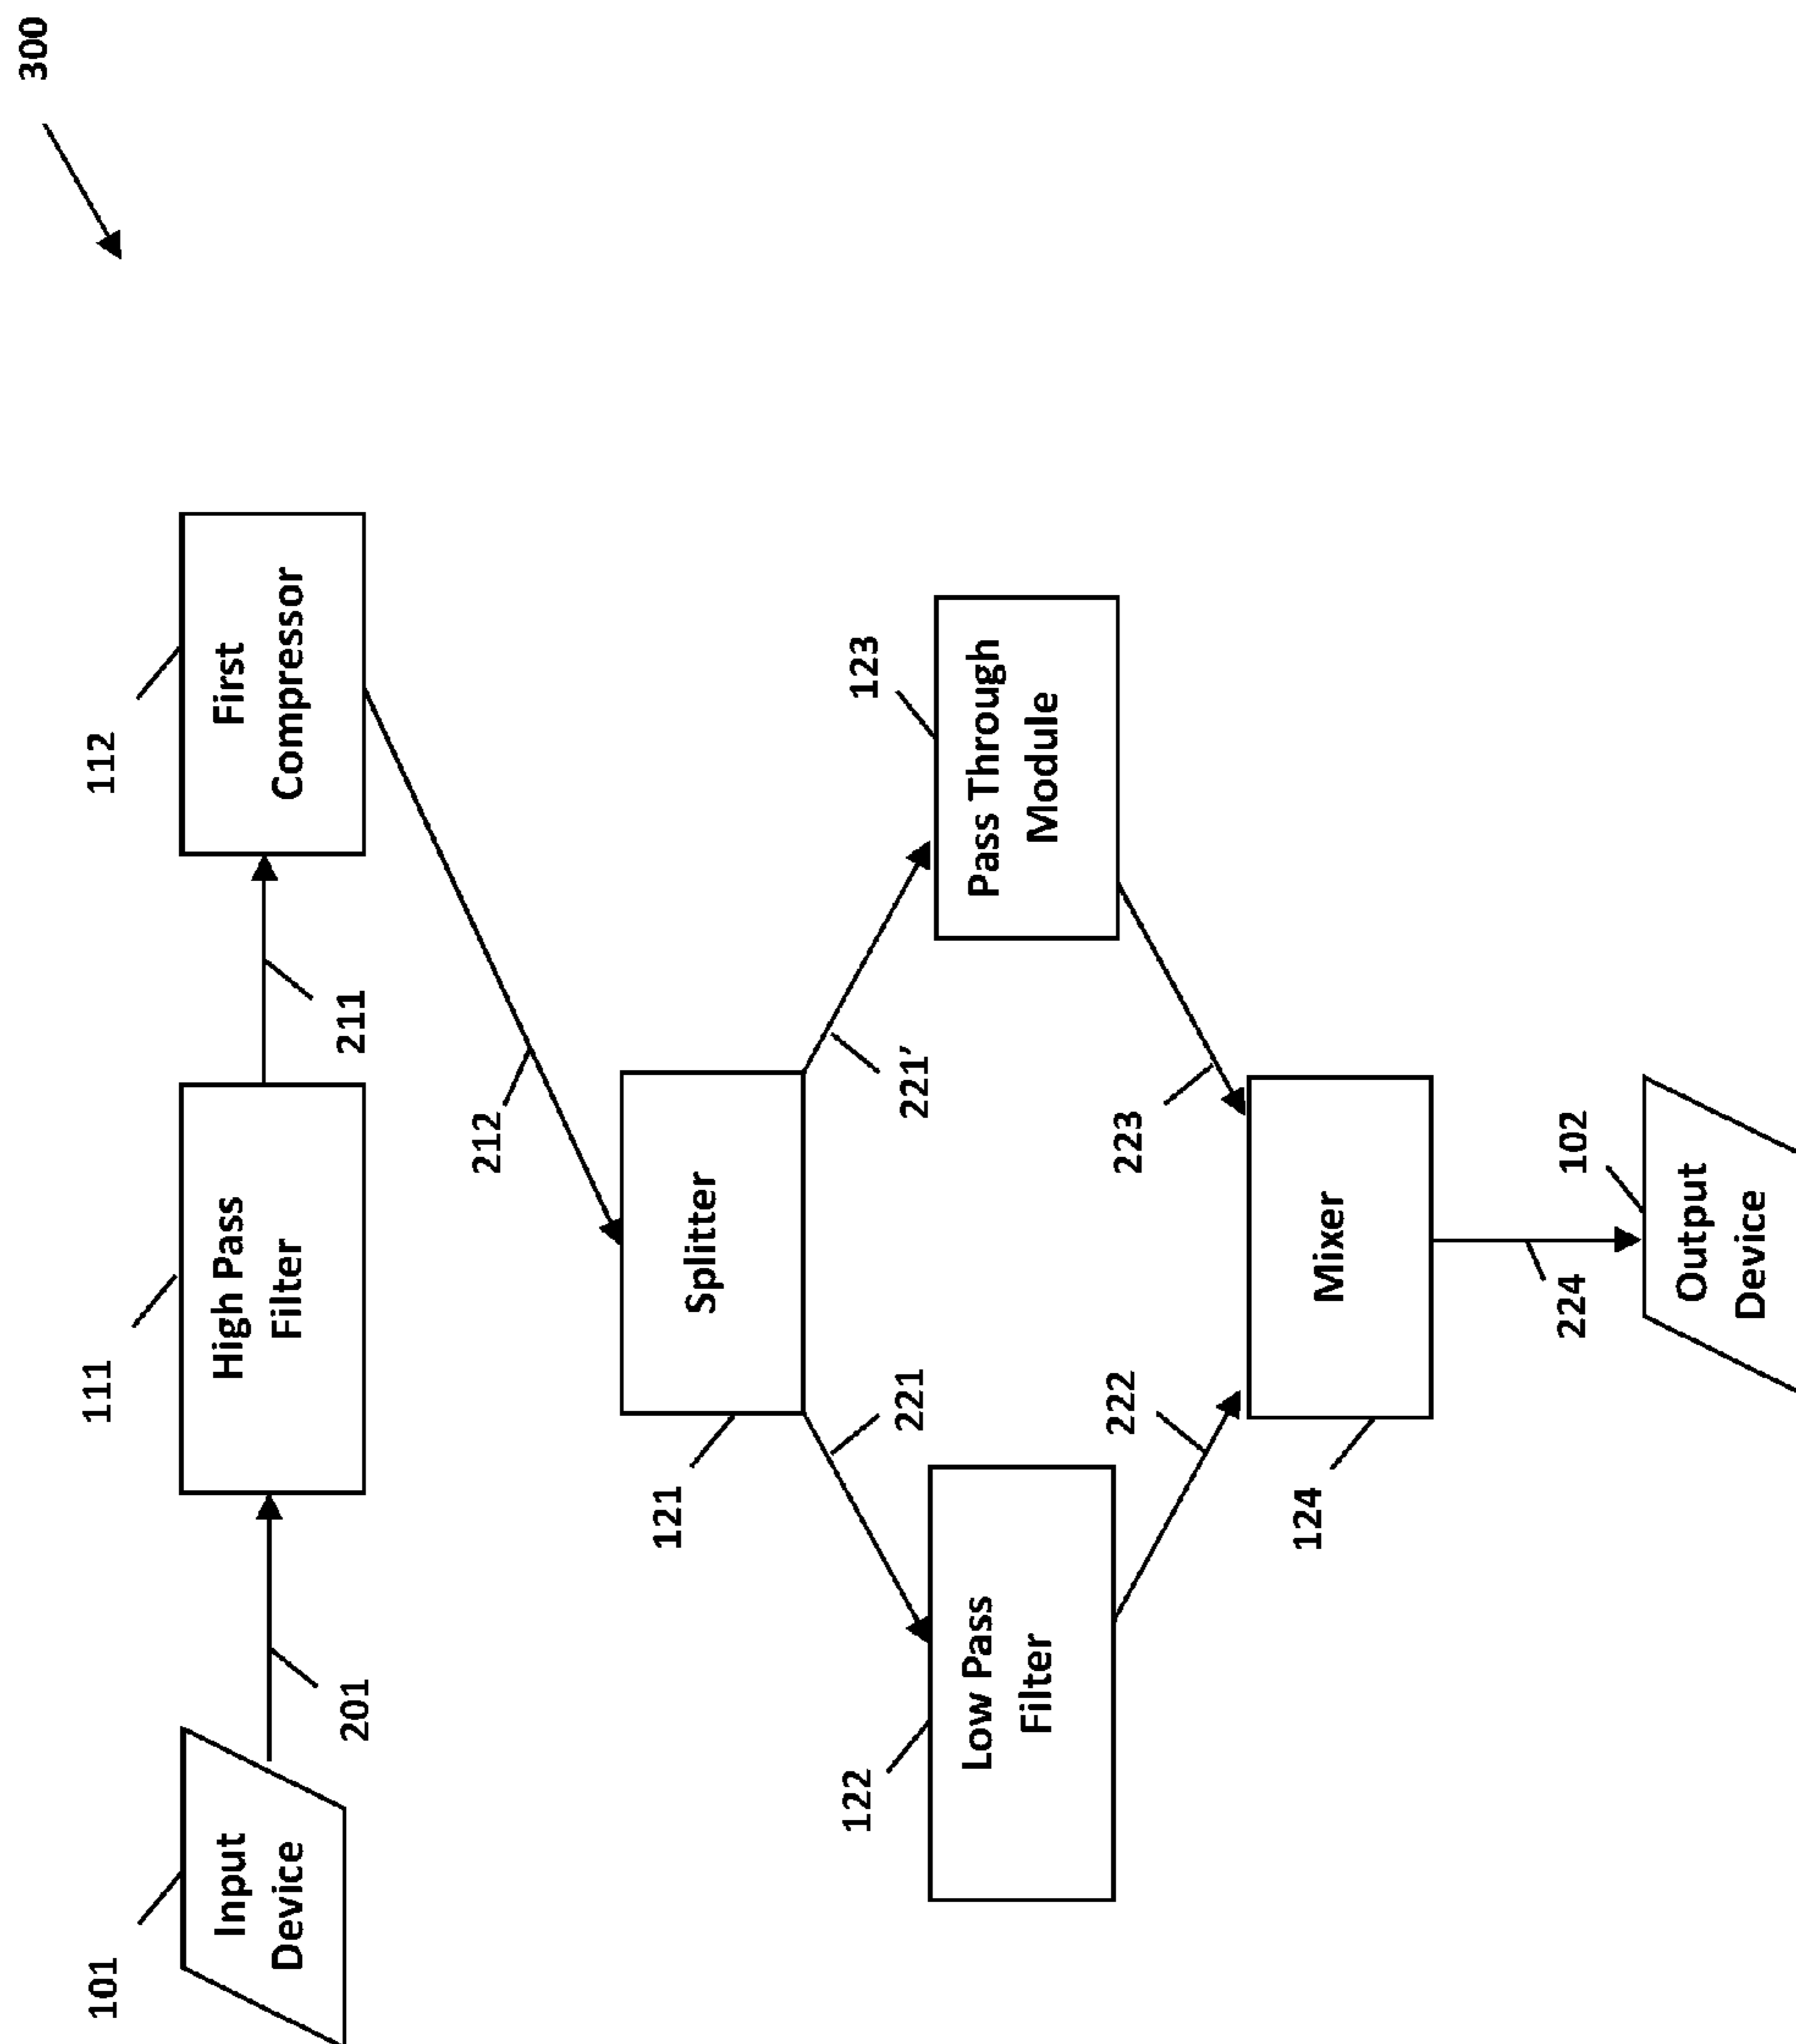 300
101
Input
Device
111
High Pass
Filter
112
First
Compressor
201
211
212
121
Splitter
221
221’
122
Low Pass
Filter
123
Pass Through
Module
222
223
124
Mixer
224
102
Output
Device